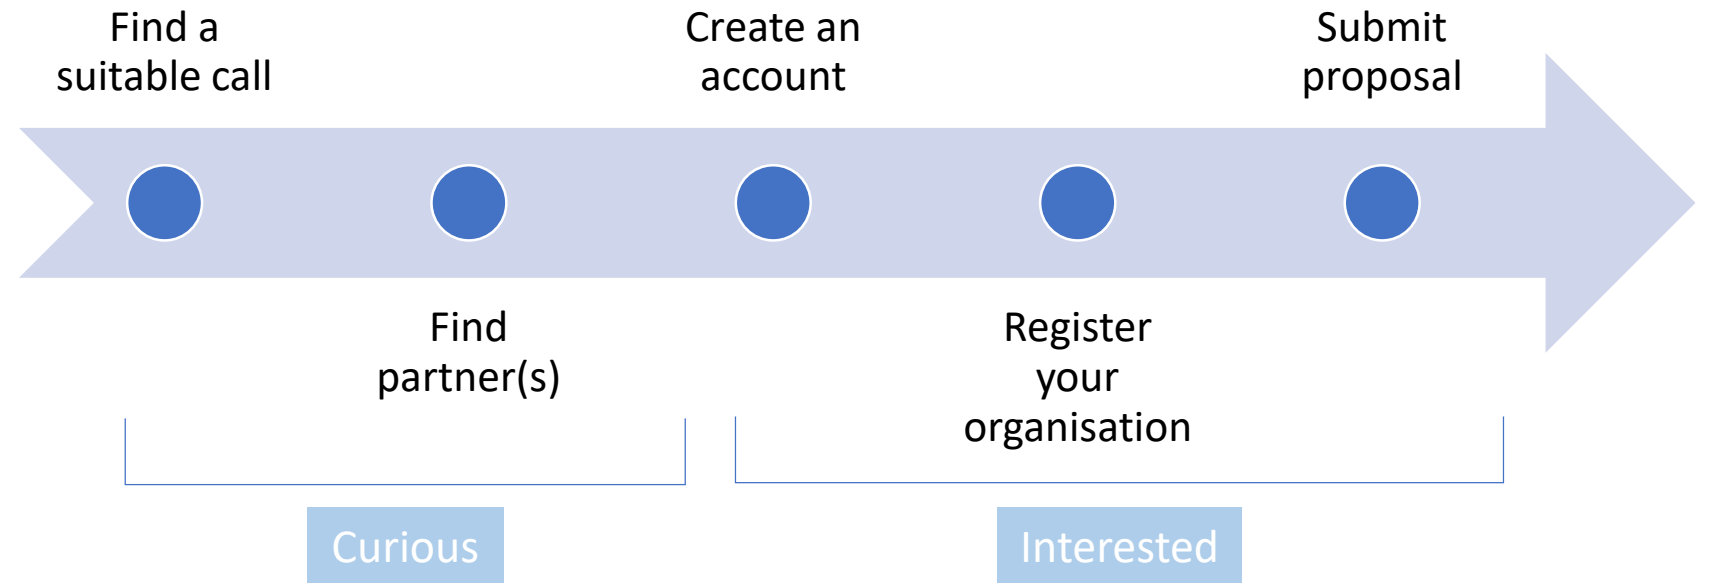 Find a
suitable call
Create an
account
Submit
proposal
Find
partner(s)
Register
your
organisation
Curious
Interested